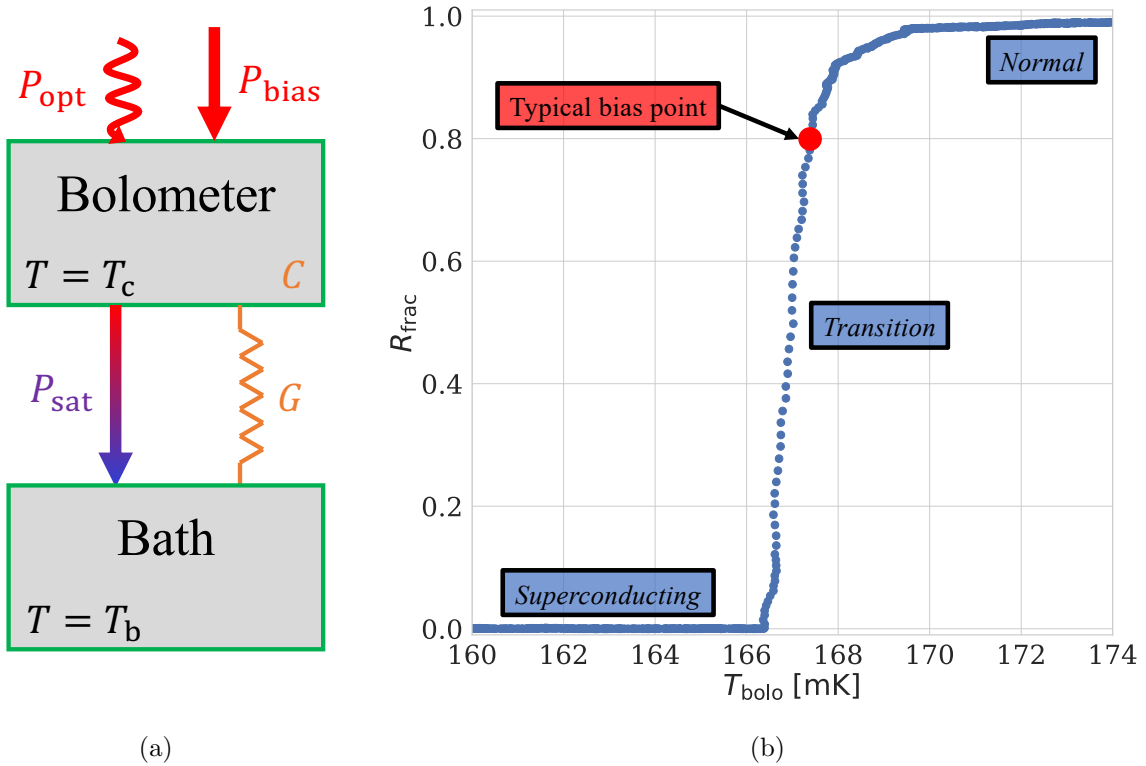 P_opt
P_bias
Bolometer
T = T_c
C
P_sat
G
Bath
T = T_b
(a)
1.0
0.8
0.6
0.4
0.2
0.0
R_frac
Normal
Typical bias point
Transition
Superconducting
160 162 164 166 168 170 172 174
T_bolo [mK]
(b)